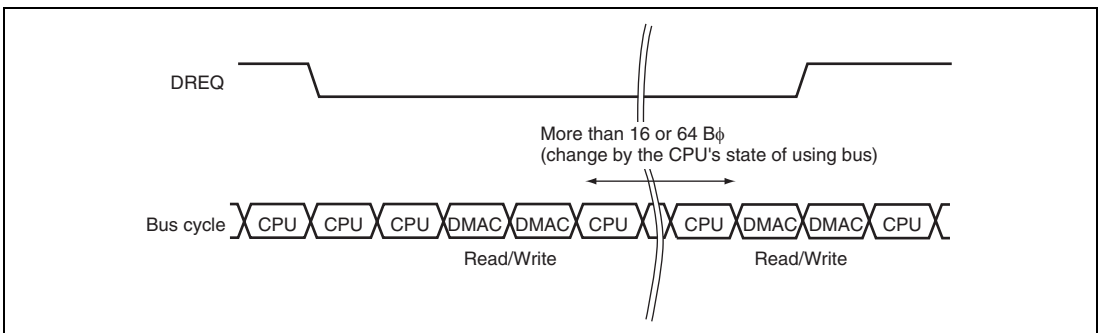 DREQ
More than 16 or 64 Bϕ
(change by the CPU's state of using bus)
Bus cycle CPU CPU CPU DMAC DMAC CPU CPU DMAC DMAC CPU
Read/Write Read/Write